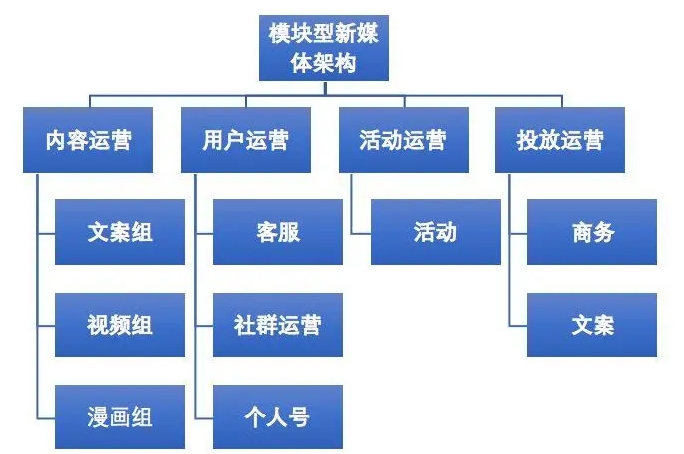 模块型新媒
体架构
内容运营
用户运营
活动运营
投放运营
文案组
客服
活动
商务
视频组
社群运营
文案
漫画组
个人号